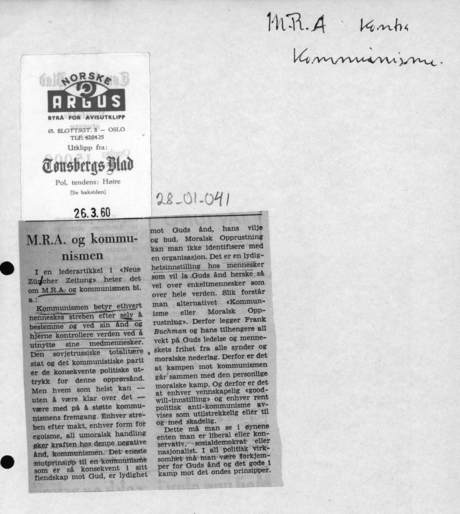 M.R.A kontra
Kommunisme.
NORSKE
ARGUS
BYRÅ FOR AVISUTKLIPP
SLOTTSGT. 3 - OSLO
Utklipp fra:
Tønsbergs Blad
Pol. tendens: Høire
(Se baksiden)
26.3.60
28-01-041
M.R.A. og kommu-
nismen
I en lederartikkel i «Neue
Zürcher Zeitung» heter det
om M.R.A. og kommunismen bl.
a.:
Kommunismen betyr ethvert
menneskes streben efter selv å
bestemme og ved sin ånd og
hjerne kontrollere verden ved å
utnytte sine medmennesker.
Den sovjetrussiske totalitære
stat og det kommunistiske parti
er de konsekvente politiske ut-
trykk for denne opprørsånd.
Men hvem som helst kan —
uten å være klar over det —
være med på å støtte kommu-
nismens fremgang. Enhver stre-
ben efter makt, enhver form for
egoisme, all umoralsk handling
øker kraften hos denne negative
ånd, kommunismen. Det eneste
motprinsipp til en kommunisme
som er så konsekvent i sitt
fiendskap mot Gud, er lydighet
mot Guds ånd, hans vilje
og bud. Moralsk Opprustning
kan man ikke identifisere med
en organisasjon. Det er en lydig-
hetsinnstilling hos mennesker
som vil la Guds ånd herske så
vel over enkeltmennesker som
over hele verden. Slik forstår
man alternativet «Kommun-
isme eller Moralsk Opp-
rustning». Derfor legger Frank
Buchman og hans tilhengere all
vekt på Guds ledelse og menne-
skets frihet fra alle synder og
moralske nederlag. Derfor er det
at kampen mot kommunismen
går sammen med den personlige
moralske kamp. Og derfor er det
at enhver vennskapelig «good-
will-innstilling» og enhver rent
politisk anti-kommunisme av-
vises som utilstrekkelig eller til
og med skadelig.
Dette må man se i øynene
enten man er liberal eller kon-
servativ, sosialdemokrat eller
nasjonalist. I all politisk virk-
somhet må man være forkjem-
per for Guds ånd og det gode i
kamp mot det ondes prinsipper.